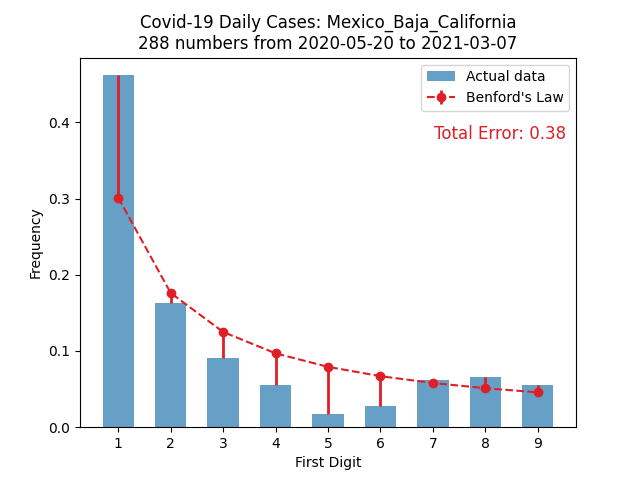 Covid-19 Daily Cases: Mexico_Baja_California
288 numbers from 2020-05-20 to 2021-03-07
Actual data
Benford's Law
Total Error: 0.38
Frequency
0.4
0.3
0.2
0.1
0.0
1 2 3 4 5 6 7 8 9
First Digit